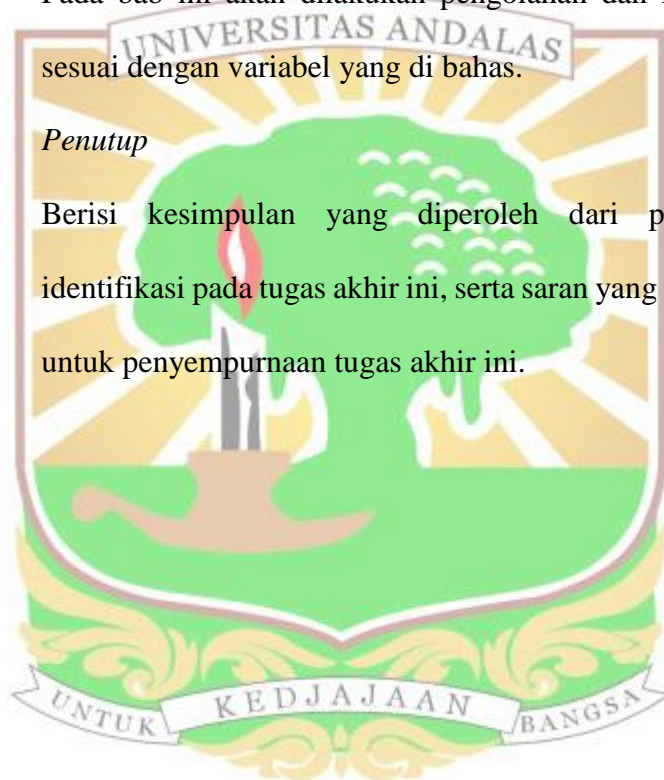 Pada bab ini akan dilakukan pengolahan dan
UNIVERSITAS ANDALAS
sesuai dengan variabel yang di bahas.
Penutup
Berisi kesimpulan yang diperoleh dari p
identifikasi pada tugas akhir ini, serta saran yang
untuk penyempurnaan tugas akhir ini.
UNTUK KEDJAJAAN BANGSA